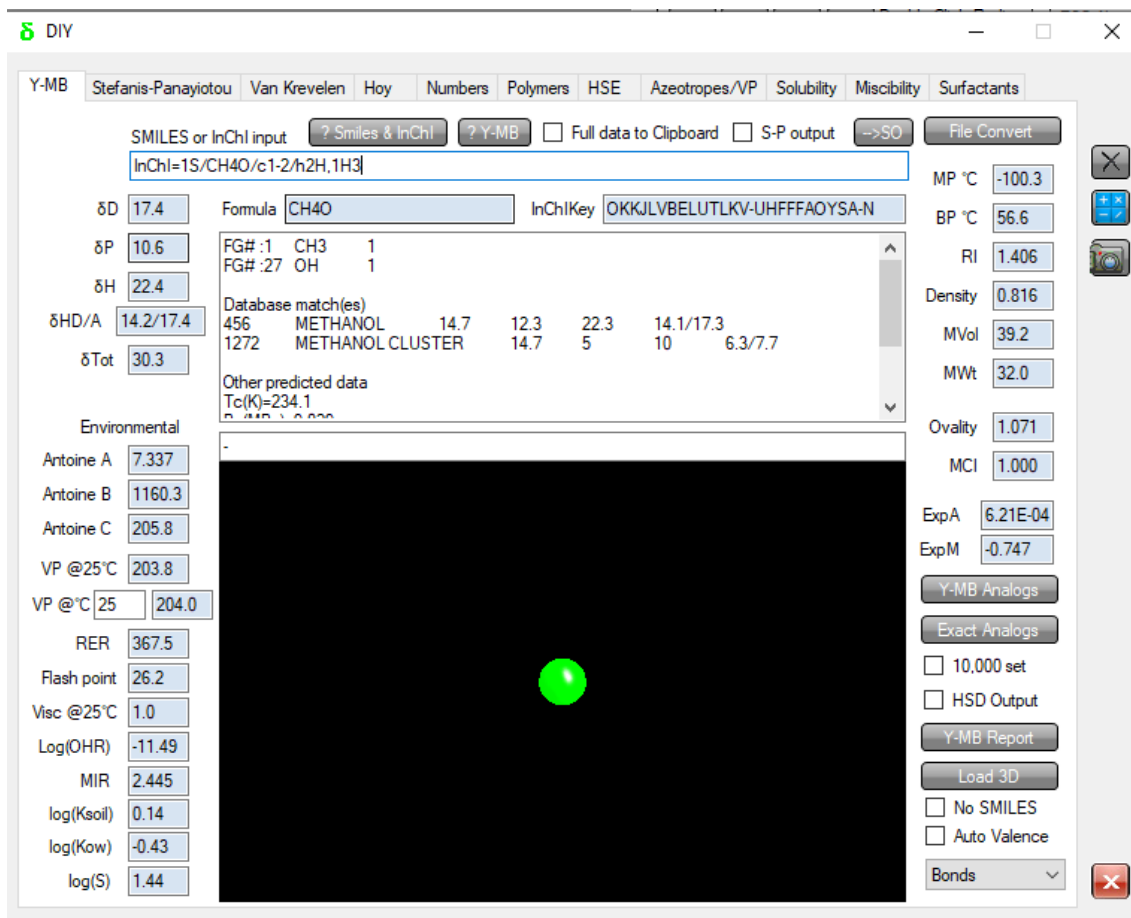 δ DIY
Y-MB Stefanis-Panayiotou Van Krevelen Hoy Numbers Polymers HSE Azeotropes/VP Solubility Miscibility Surfactants
SMILES or InChI input ? Smiles & InChI ? Y-MB Full data to Clipboard S-P output -->SO File Convert
InChI=1S/CH4O/c1-2/h2H,1H3
MP °C -100.3
δD 17.4 Formula CH4O InChIKey OKKJLVBELUTLKV-UHFFFAOYSA-N BP °C 56.6
δP 10.6
FG# :1 CH3 1
FG# :27 OH 1
RI 1.406
δH 22.4
Density 0.816
Database match(es)
δHD/A 14.2/17.4
456 METHANOL 14.7 12.3 22.3 14.1/17.3
1272 METHANOL CLUSTER 14.7 5 10 6.3/7.7
MVol 39.2
δTot 30.3
MWt 32.0
Other predicted data
Tc(K)=234.1
Environmental
Ovality 1.071
-
Antoine A 7.337
MCI 1.000
Antoine B 1160.3
Antoine C 205.8
ExpA 6.21E-04
ExpM -0.747
VP @25°C 203.8
Y-MB Analogs
VP @°C 25 204.0
Exact Analogs
RER 367.5
10,000 set
Flash point 26.2
HSD Output
Visc @25°C 1.0
Y-MB Report
Log(OHR) -11.49
Load 3D
MIR 2.445
No SMILES
log(Ksoil) 0.14
Auto Valence
log(Kow) -0.43
Bonds
log(S) 1.44